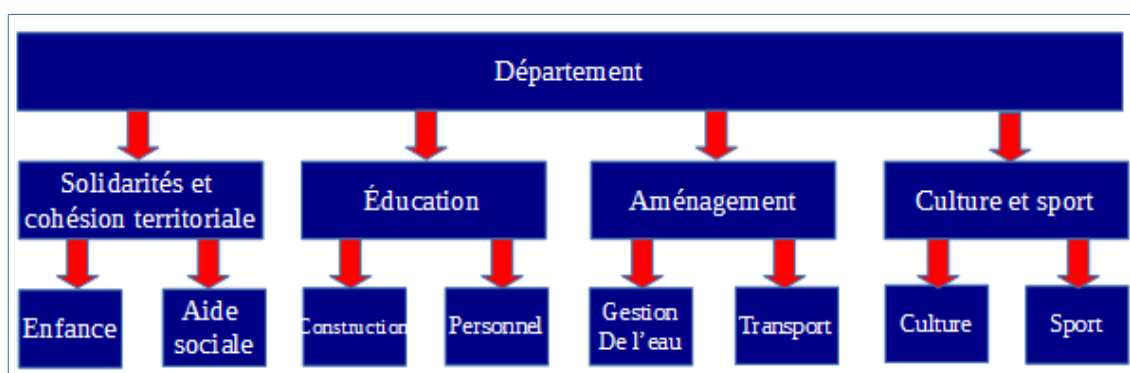 Département
Solidarités et
cohésion territoriale
Éducation
Aménagement
Culture et sport
Enfance
Aide
sociale
Construction
Personnel
Gestion
De l'eau
Transport
Culture
Sport